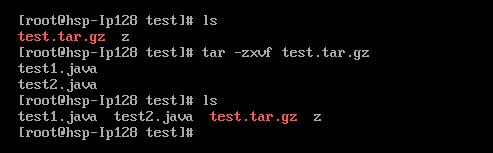 [root@hsp-Ip128 test]# ls
test.tar.gz  z
[root@hsp-Ip128 test]# tar -zxvf test.tar.gz
test1.java
test2.java
[root@hsp-Ip128 test]# ls
test1.java  test2.java  test.tar.gz  z
[root@hsp-Ip128 test]#